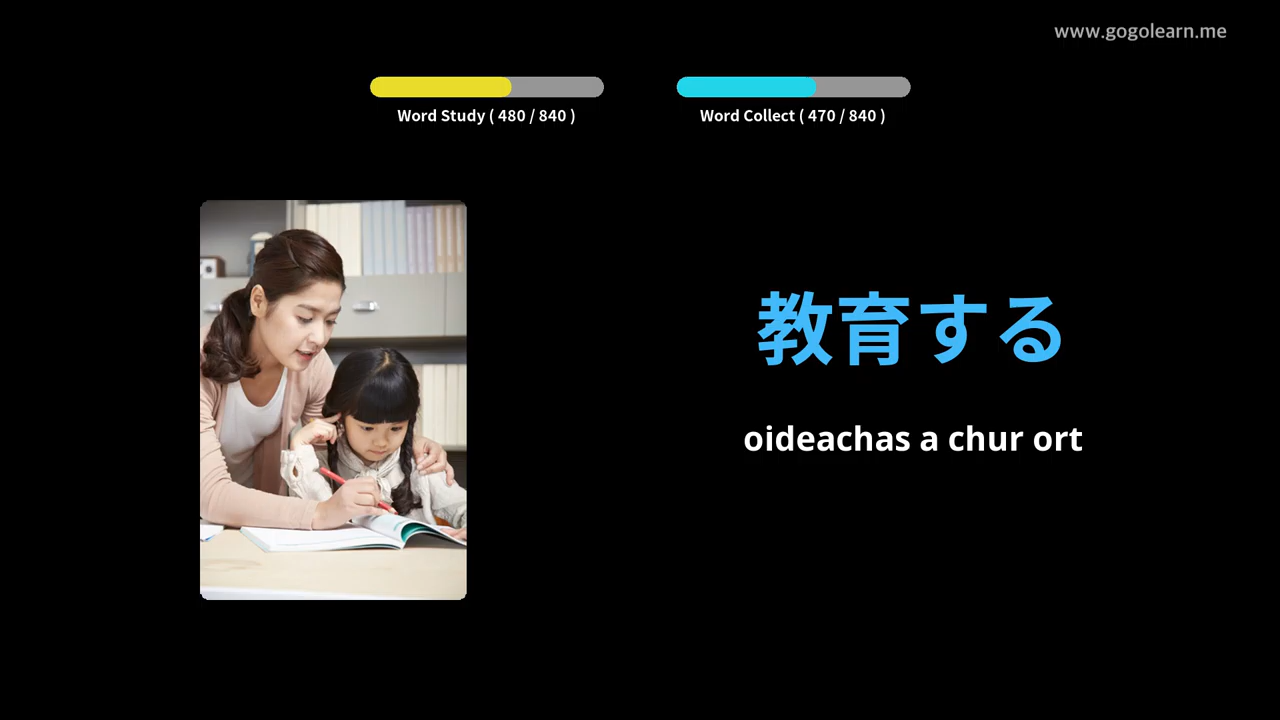 www.gogolearn.me
Word Study ( 480 / 840 )
Word Collect ( 470 / 840 )
教育する
oideachas a chur ort